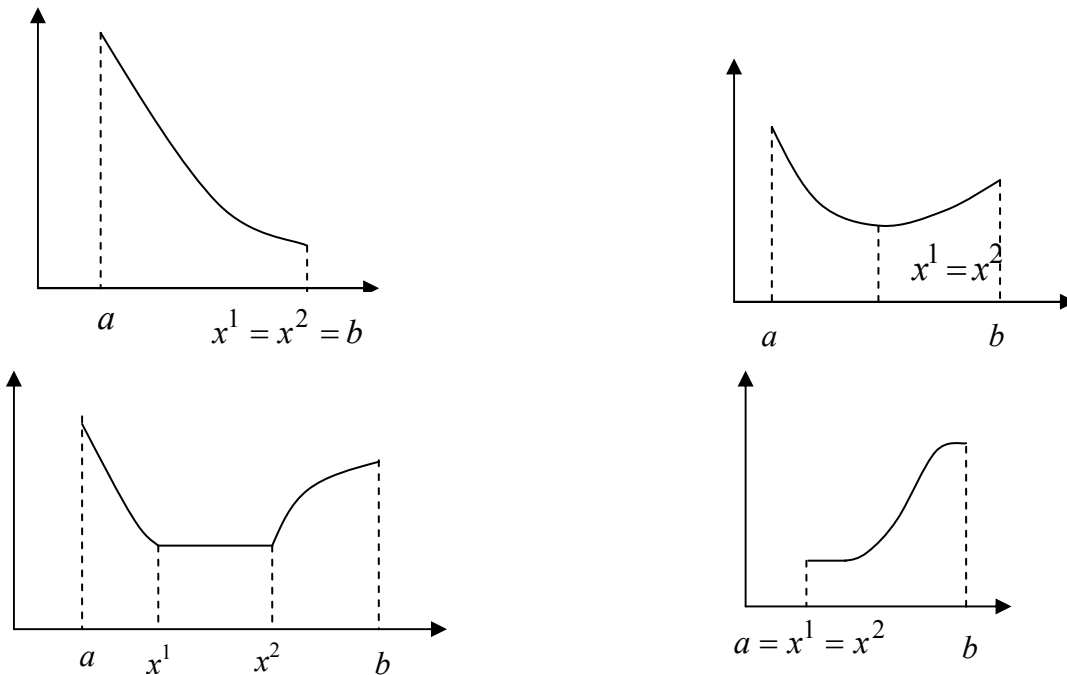 a
x¹ = x² = b
x¹ = x²
a
b
a
x¹
x²
b
a = x¹ = x²
b